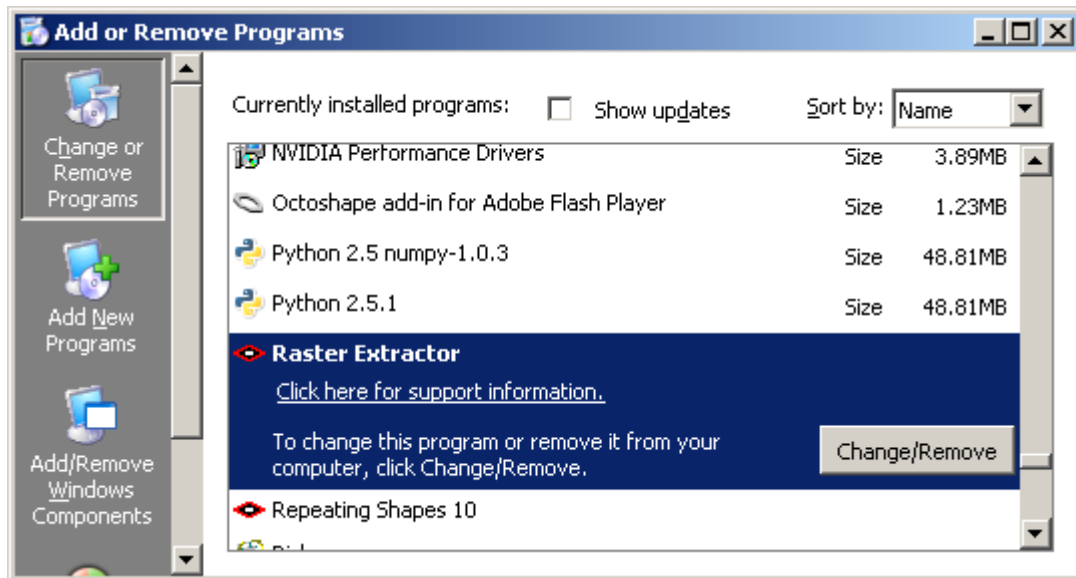 Add or Remove Programs
Change or
Remove
Programs
Add New
Programs
Add/Remove
Windows
Components
Currently installed programs: Show updates Sort by: Name
NVIDIA Performance Drivers Size 3.89MB
Octoshape add-in for Adobe Flash Player Size 1.23MB
Python 2.5 numpy-1.0.3 Size 48.81MB
Python 2.5.1 Size 48.81MB
Raster Extractor
Click here for support information.
To change this program or remove it from your
computer, click Change/Remove.
Change/Remove
Repeating Shapes 10